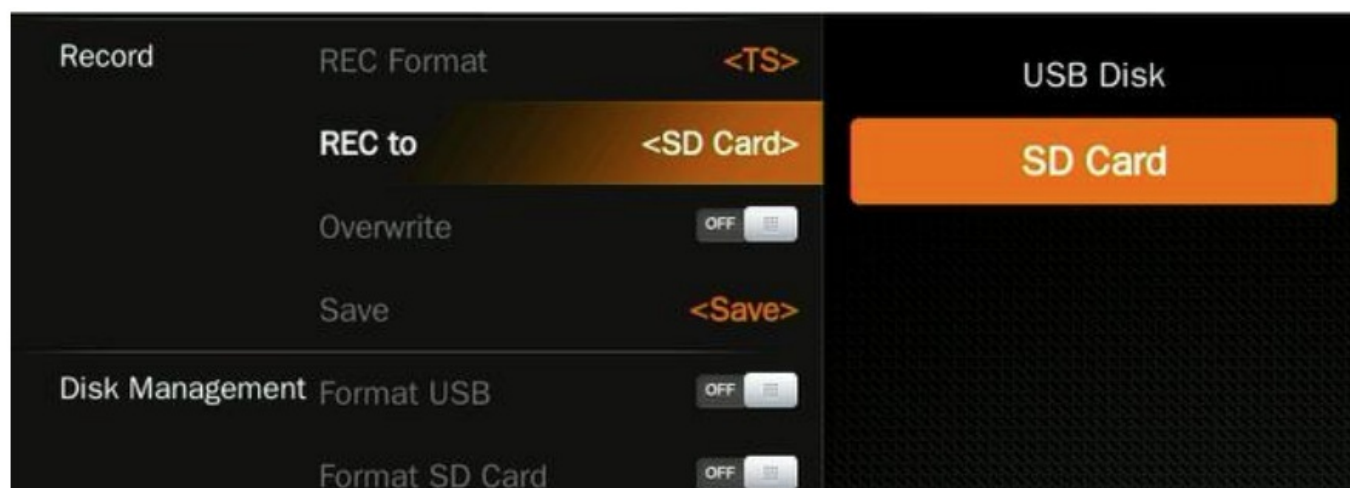 Record REC Format <TS>
USB Disk
REC to <SD Card>
SD Card
Overwrite OFF
Save <Save>
Disk Management Format USB OFF
Format SD Card OFF